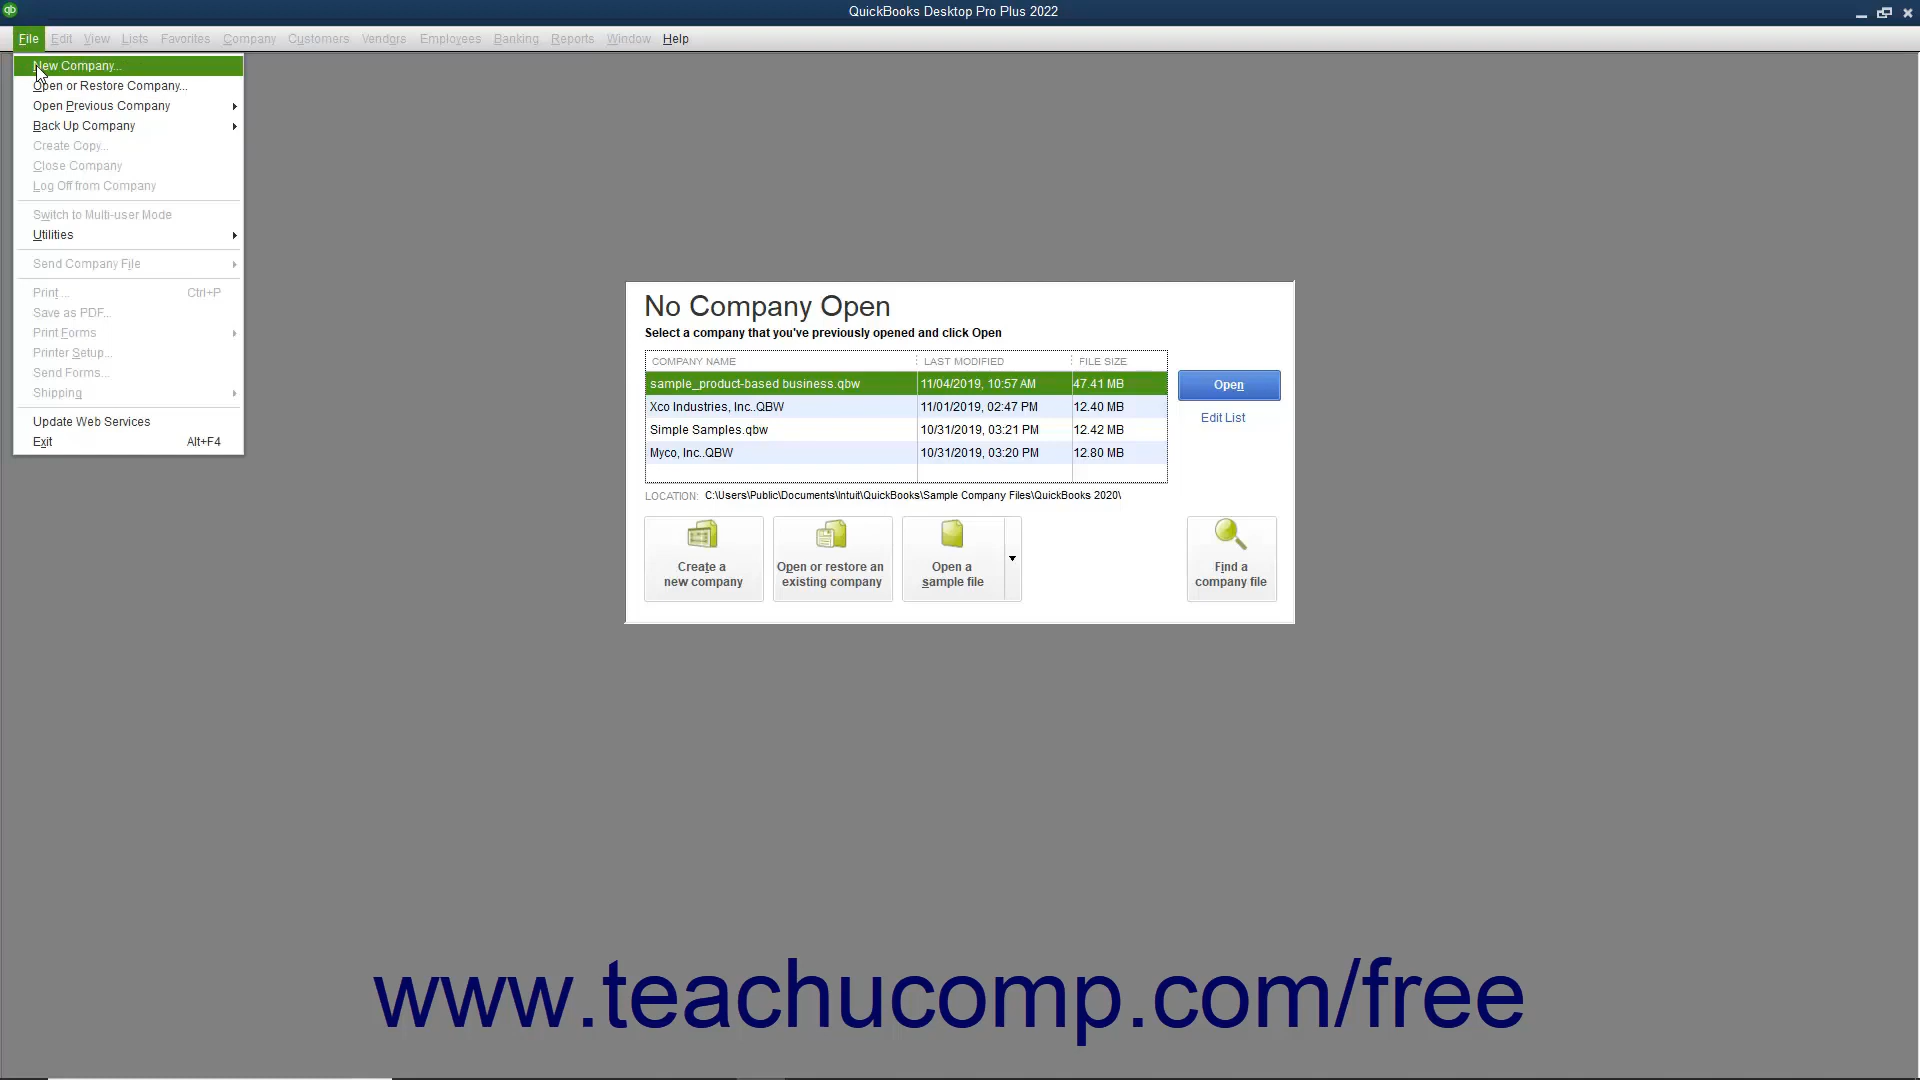 qb
QuickBooks Desktop Pro Plus 2022
File Edit View Lists Favorites Company Customers Vendors Employees Banking Reports Window Help
New Company...
Open or Restore Company...
Open Previous Company
Back Up Company
Create Copy...
Close Company
Log Off from Company
Switch to Multi-user Mode
Utilities
Send Company File
Print ... Ctrl+P
Save as PDF...
Print Forms
Printer Setup...
Send Forms...
Shipping
Update Web Services
Exit Alt+F4
No Company Open
Select a company that you've previously opened and click Open
COMPANY NAME LAST MODIFIED FILE SIZE
sample_product-based business.qbw 11/04/2019, 10:57 AM 47.41 MB
Xco Industries, Inc..QBW 11/01/2019, 02:47 PM 12.40 MB
Simple Samples.qbw 10/31/2019, 03:21 PM 12.42 MB
Myco, Inc..QBW 10/31/2019, 03:20 PM 12.80 MB
Open
Edit List
LOCATION: C:\Users\Public\Documents\Intuit\QuickBooks\Sample Company Files\QuickBooks 2020\
Create a
new company
Open or restore an
existing company
Open a
sample file
Find a
company file
www.teachucomp.com/free